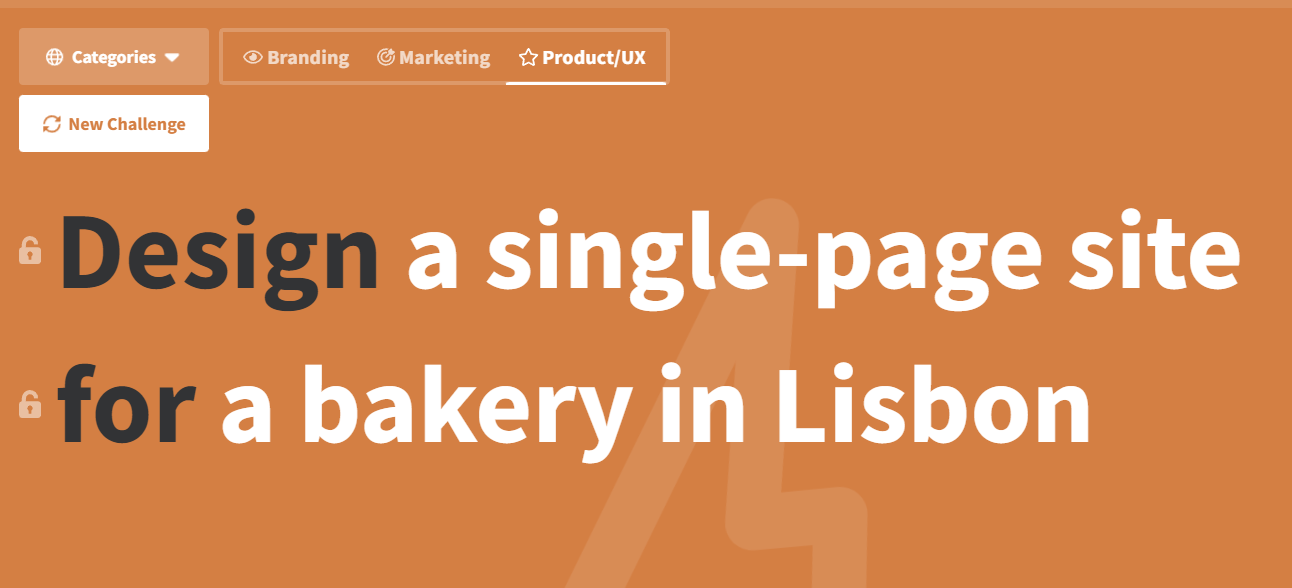 Categories
Branding Marketing Product/UX
New Challenge
Design a single-page site
for a bakery in Lisbon